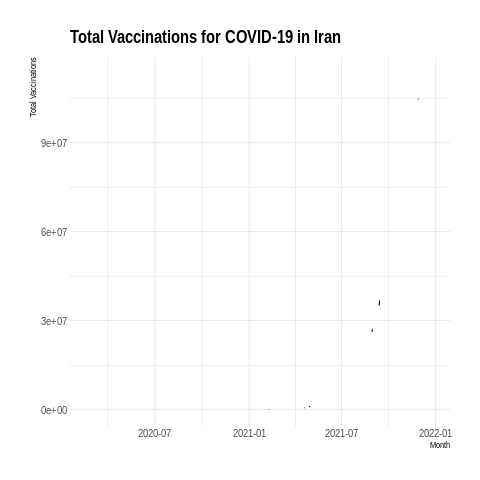 Total Vaccinations for COVID-19 in Iran
Total Vaccinations
9e+07
6e+07
3e+07
0e+00
2020-07 2021-01 2021-07 2022-01
Month